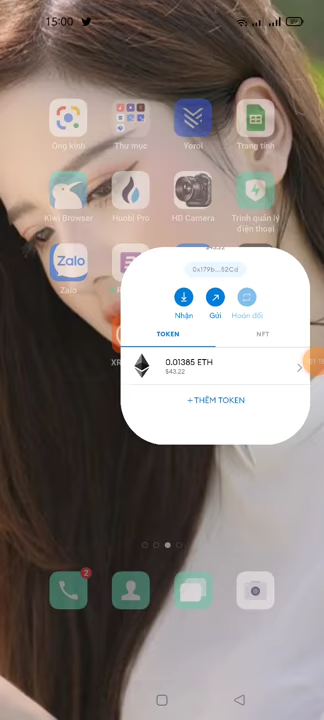 15:00
Ống kính
Thư mục
Yoroi
Trang tính
Kiwi Browser
Huobi Pro
HD Camera
Trình quản lý
điện thoại
Zalo
Zalo
$43.22
0x179b...52Cd
Nhận
Gửi
Hoán đổi
TOKEN
NFT
0.01385 ETH
$43.22
+ THÊM TOKEN
2